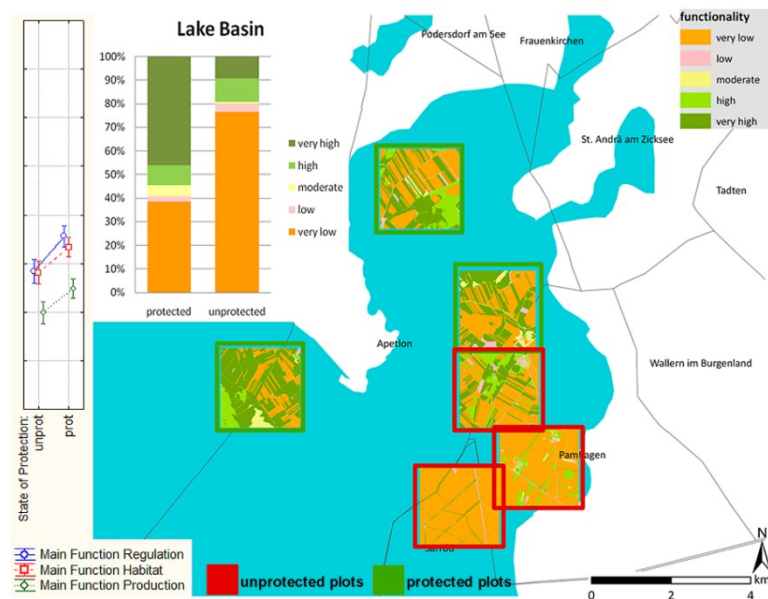 Lake Basin
100%
90%
80%
70%
60%
50%
40%
30%
20%
10%
0%
protected
unprotected
very high
high
moderate
low
very low
State of Protection:
unprot
prot
Main Function Regulation
Main Function Habitat
Main Function Production
Podersdorf am See
Frauenkirchen
St. Andrä am Zicksee
Tadten
Apetlon
Wallern im Burgenland
Pamhagen
Sarród
functionality
very low
low
moderate
high
very high
unprotected plots
protected plots
N
0
2
4
km